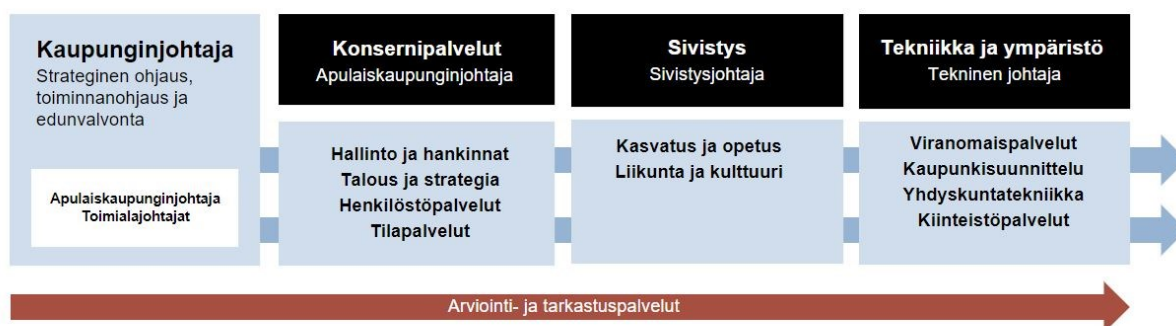 Kaupunginjohtaja
Strateginen ohjaus,
toiminnanohjaus ja
edunvalvonta
Apulaiskaupunginjohtaja
Toimialajohtajat
Konsernipalvelut
Apulaiskaupunginjohtaja
Hallinto ja hankinnat
Talous ja strategia
Henkilöstöpalvelut
Tilapalvelut
Sivistys
Sivistysjohtaja
Kasvatus ja opetus
Liikunta ja kulttuuri
Tekniikka ja ympäristö
Tekninen johtaja
Viranomaispalvelut
Kaupunkisuunnittelu
Yhdyskuntatekniikka
Kiinteistöpalvelut
Arviointi- ja tarkastuspalvelut